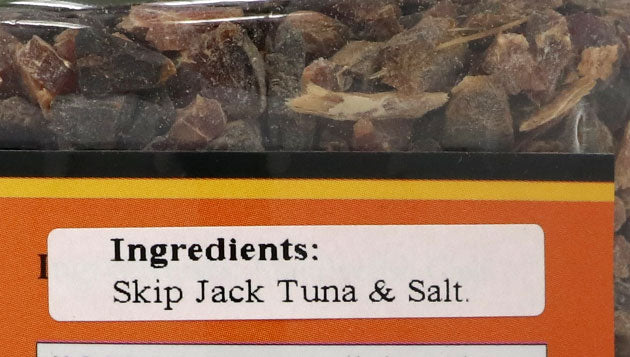 Ingredients:
Skip Jack Tuna & Salt.